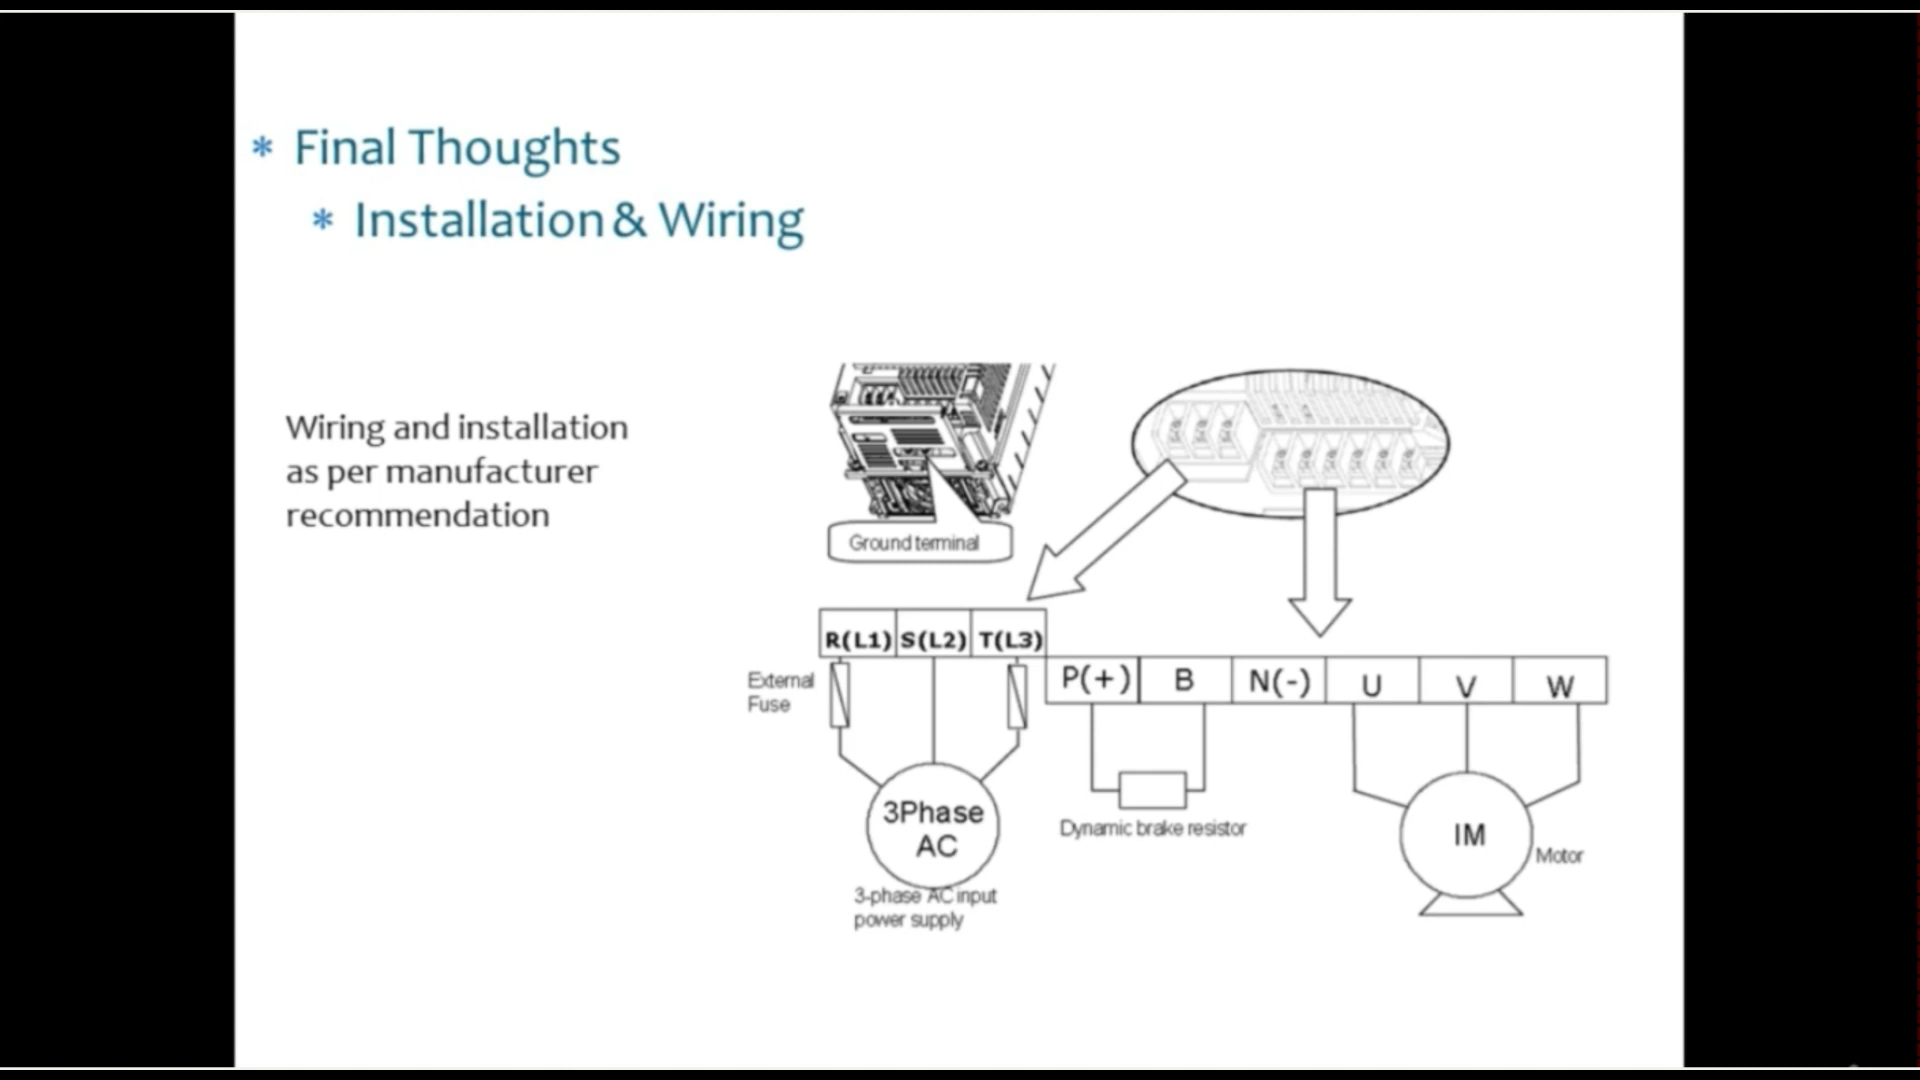 * Final Thoughts
* Installation & Wiring
Wiring and installation
as per manufacturer
recommendation
Ground terminal
R(L1) S(L2) T(L3)
P(+) B N(-) U V W
External
Fuse
3Phase
AC
3-phase AC input
power supply
Dynamic brake resistor
IM
Motor